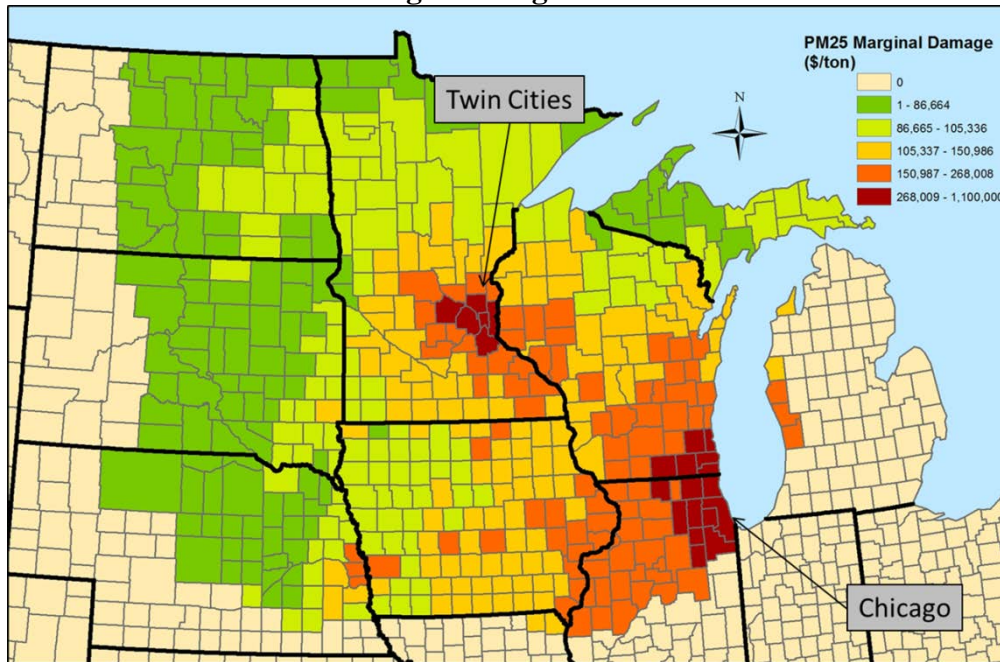 PM25 Marginal Damage
($/ton)
0
1 - 86,664
86,665 - 105,336
105,337 - 150,986
150,987 - 268,008
268,009 - 1,100,000
N
Twin Cities
Chicago